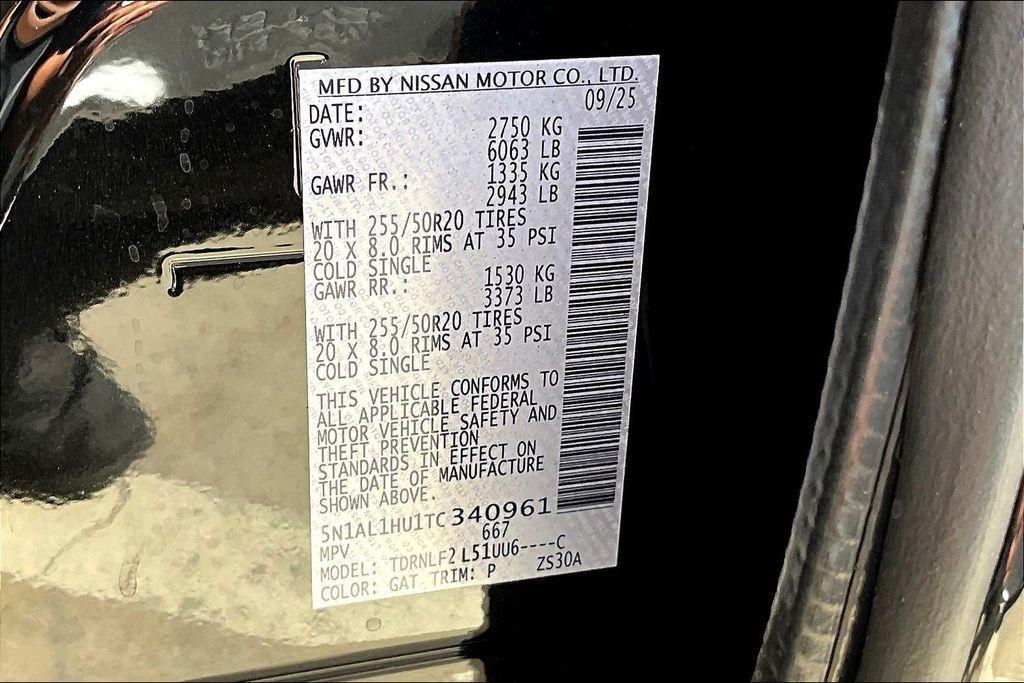 MFD BY NISSAN MOTOR CO., LTD.
DATE: 09/25
GVWR: 2750 KG
6063 LB
GAWR FR.: 1335 KG
2943 LB
WITH 255/50R20 TIRES
20 X 8.0 RIMS AT 35 PSI
COLD SINGLE
GAWR RR.: 1530 KG
3373 LB
WITH 255/50R20 TIRES
20 X 8.0 RIMS AT 35 PSI
COLD SINGLE
THIS VEHICLE CONFORMS TO
ALL APPLICABLE FEDERAL
MOTOR VEHICLE SAFETY AND
THEFT PREVENTION
STANDARDS IN EFFECT ON
THE DATE OF MANUFACTURE
SHOWN ABOVE.
5N1AL1HU1TC340961
MPV 667
MODEL: TDRNLF2 L51UU6----C
COLOR: GAT TRIM: P ZS30A